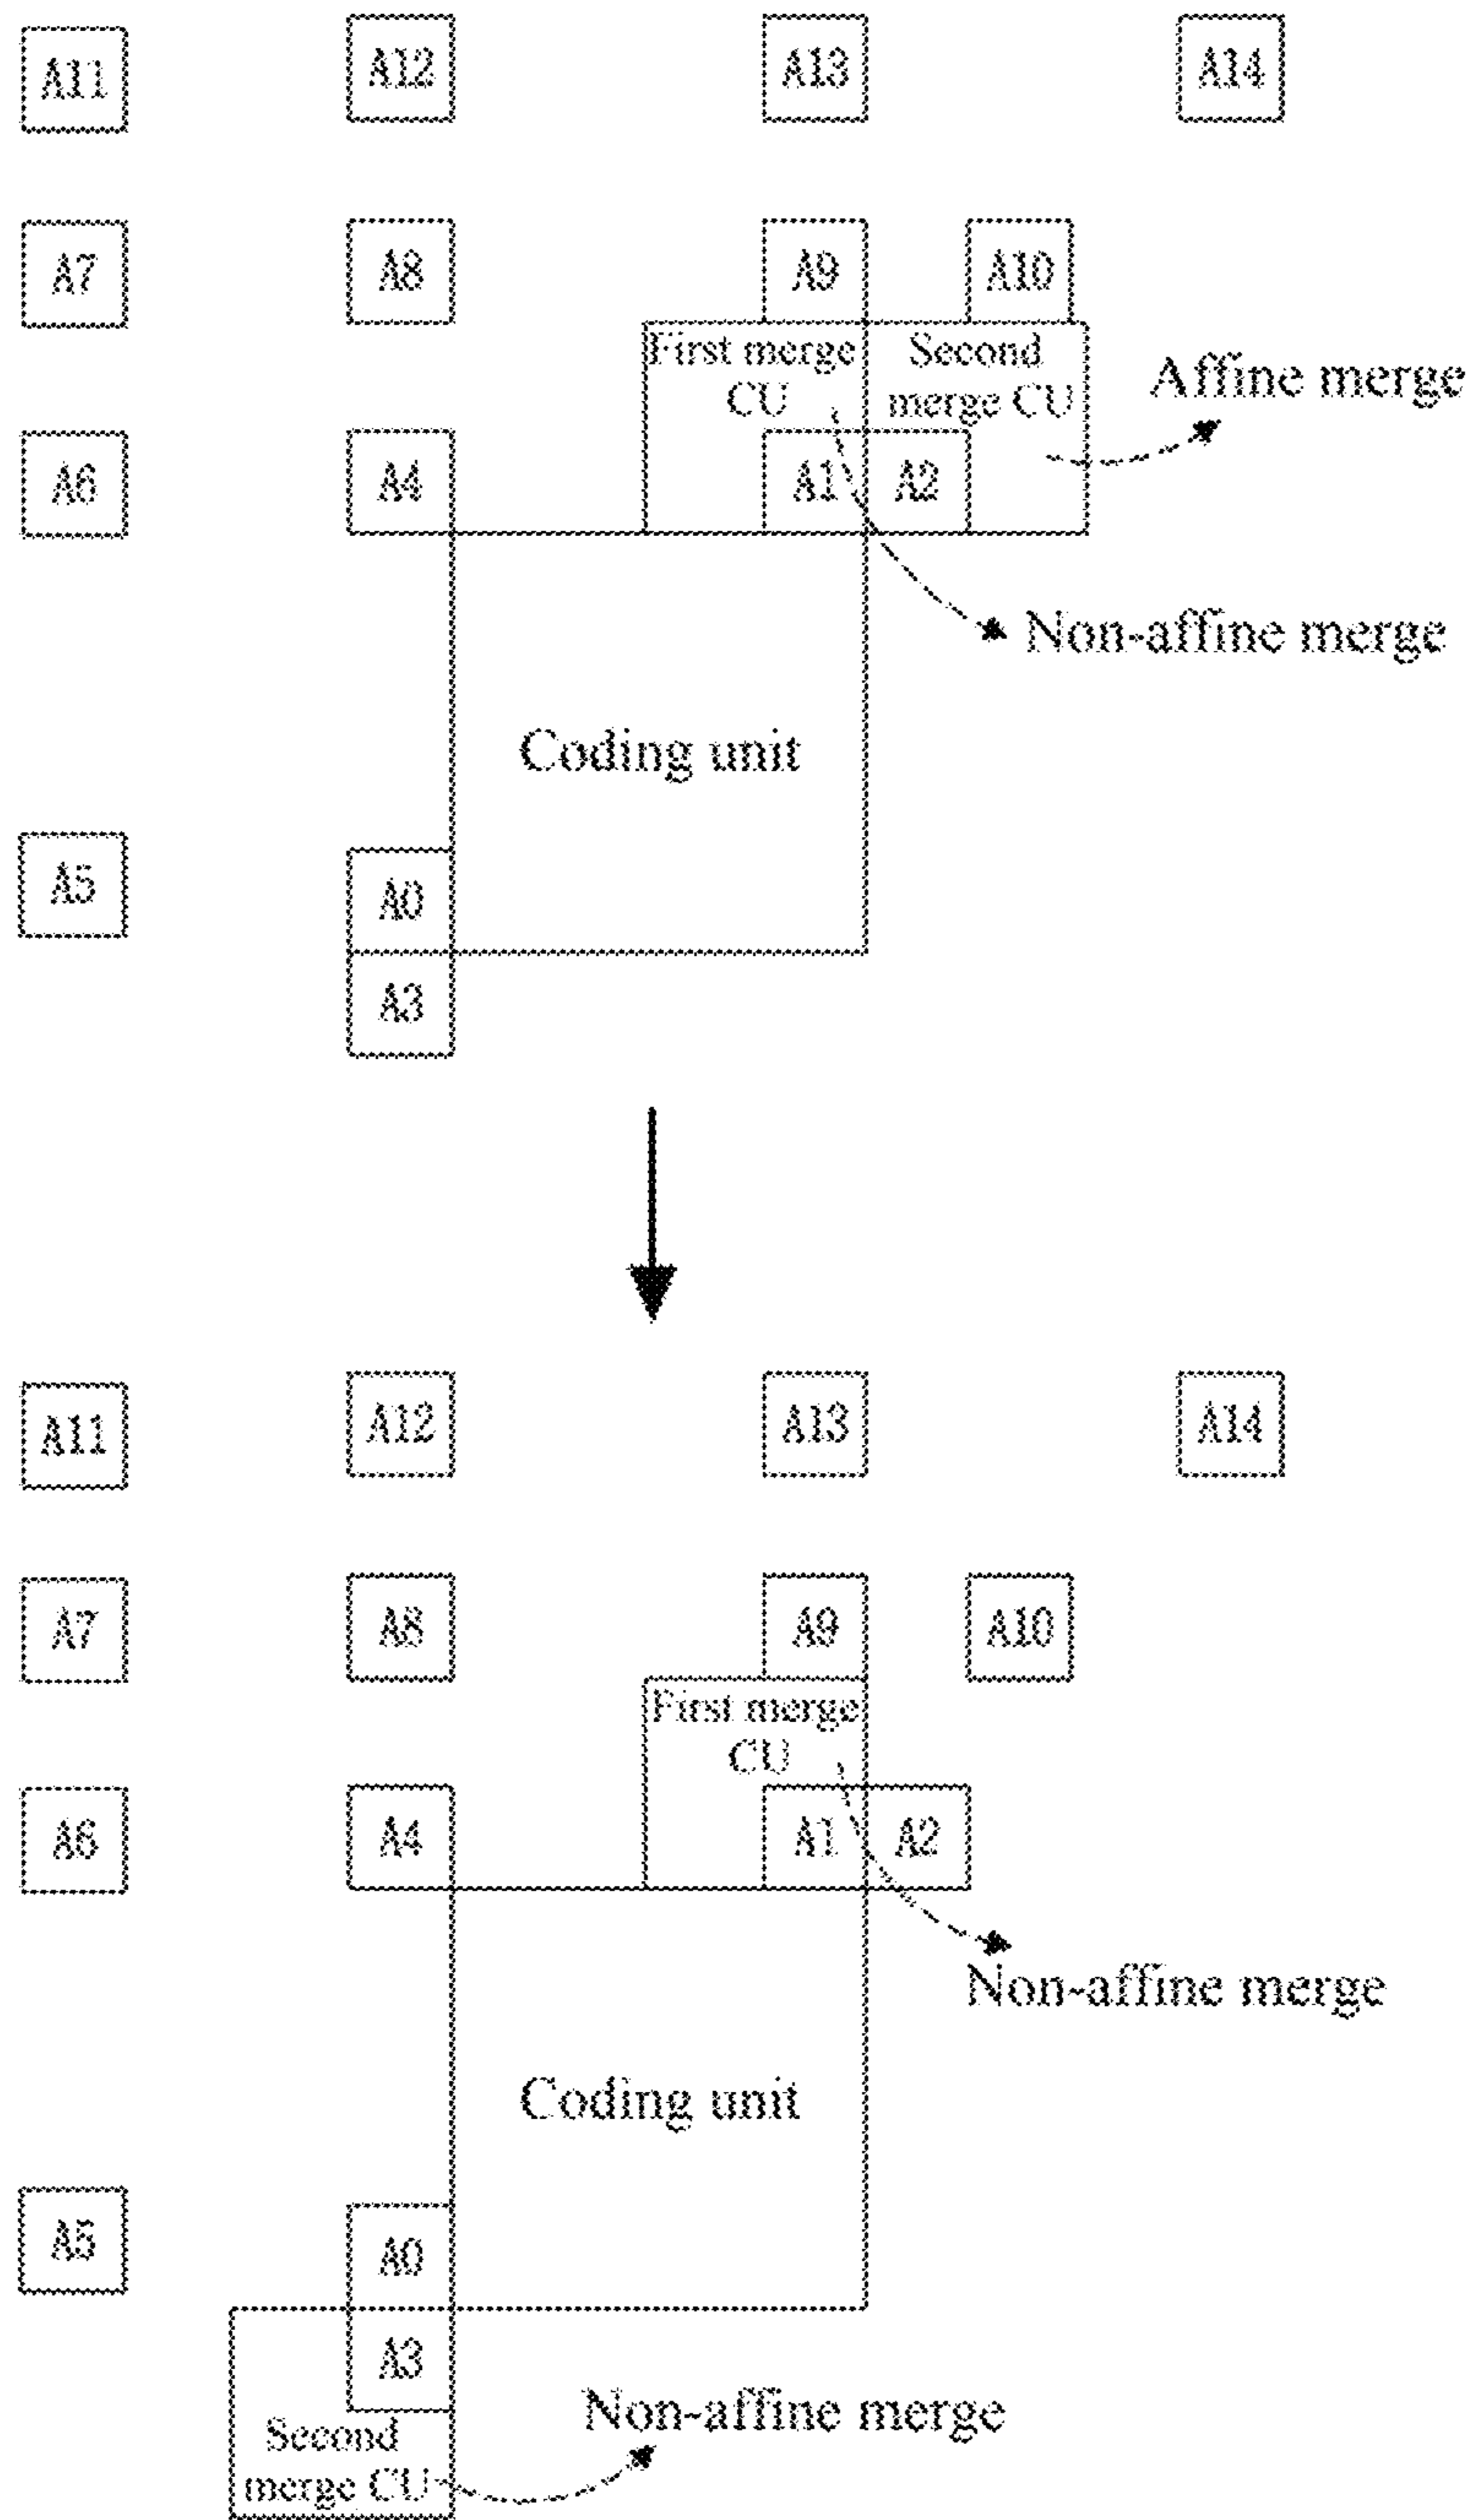 A11
A12
A13
A14
A7
A8
A9
A10
First merge
CU
Second
merge CU
Affine merge
A6
A4
A1
A2
Non-affine merge
Coding unit
A5
A0
A3
A11
A12
A13
A14
A7
A8
A9
A10
First merge
CU
A6
A4
A1
A2
Non-affine merge
Coding unit
A5
A0
A3
Non-affine merge
Second
merge CU